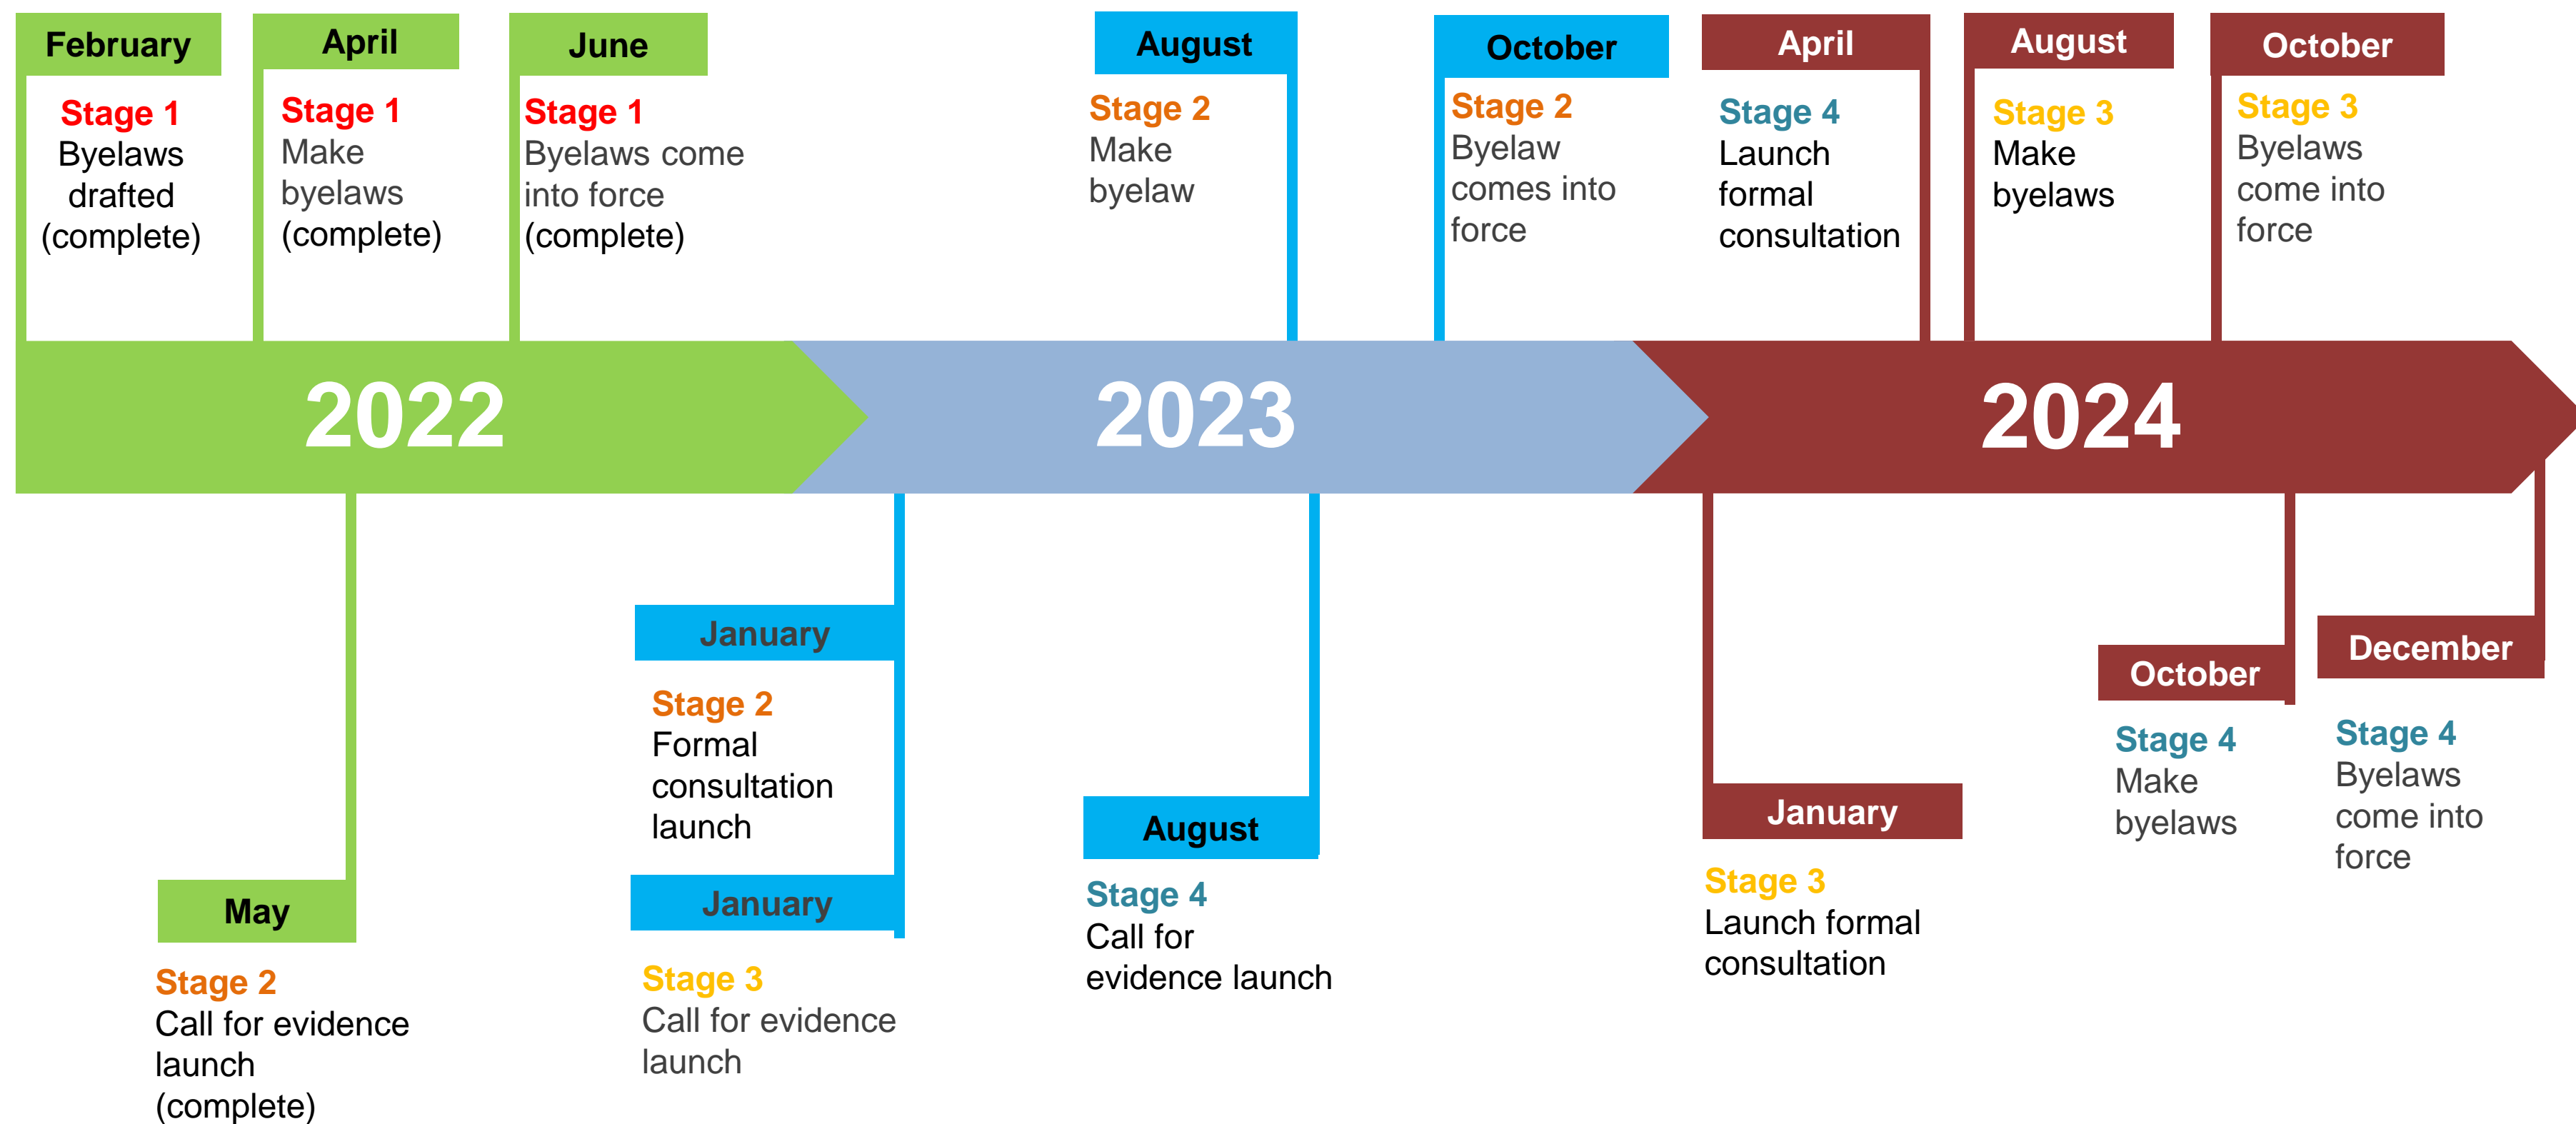 February
Stage 1
Byelaws
drafted
(complete)
April
Stage 1
Make
byelaws
(complete)
June
Stage 1
Byelaws come
into force
(complete)
August
Stage 2
Make
byelaw
October
Stage 2
Byelaw
comes into
force
April
Stage 4
Launch
formal
consultation
August
Stage 3
Make
byelaws
October
Stage 3
Byelaws
come into
force
2022
2023
2024
May
Stage 2
Call for evidence
launch
(complete)
January
Stage 2
Formal
consultation
launch
January
Stage 3
Call for evidence
launch
August
Stage 4
Call for
evidence launch
January
Stage 3
Launch formal
consultation
October
Stage 4
Make
byelaws
December
Stage 4
Byelaws
come into
force